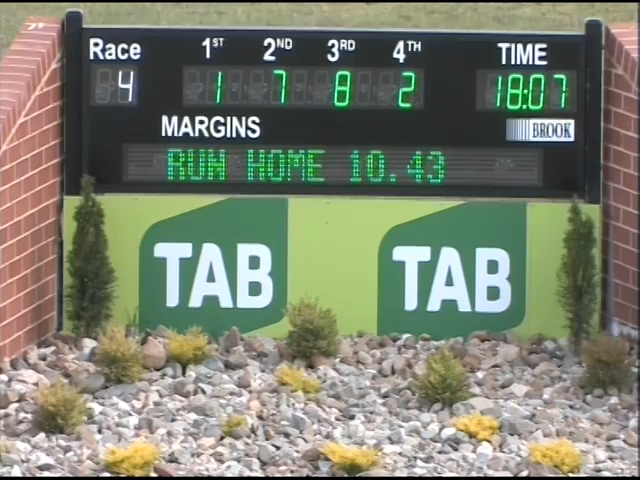 Race 1ST 2ND 3RD 4TH TIME
4 1 7 8 2 18:07
MARGINS BROOK
RUN HOME 10.43
TAB TAB